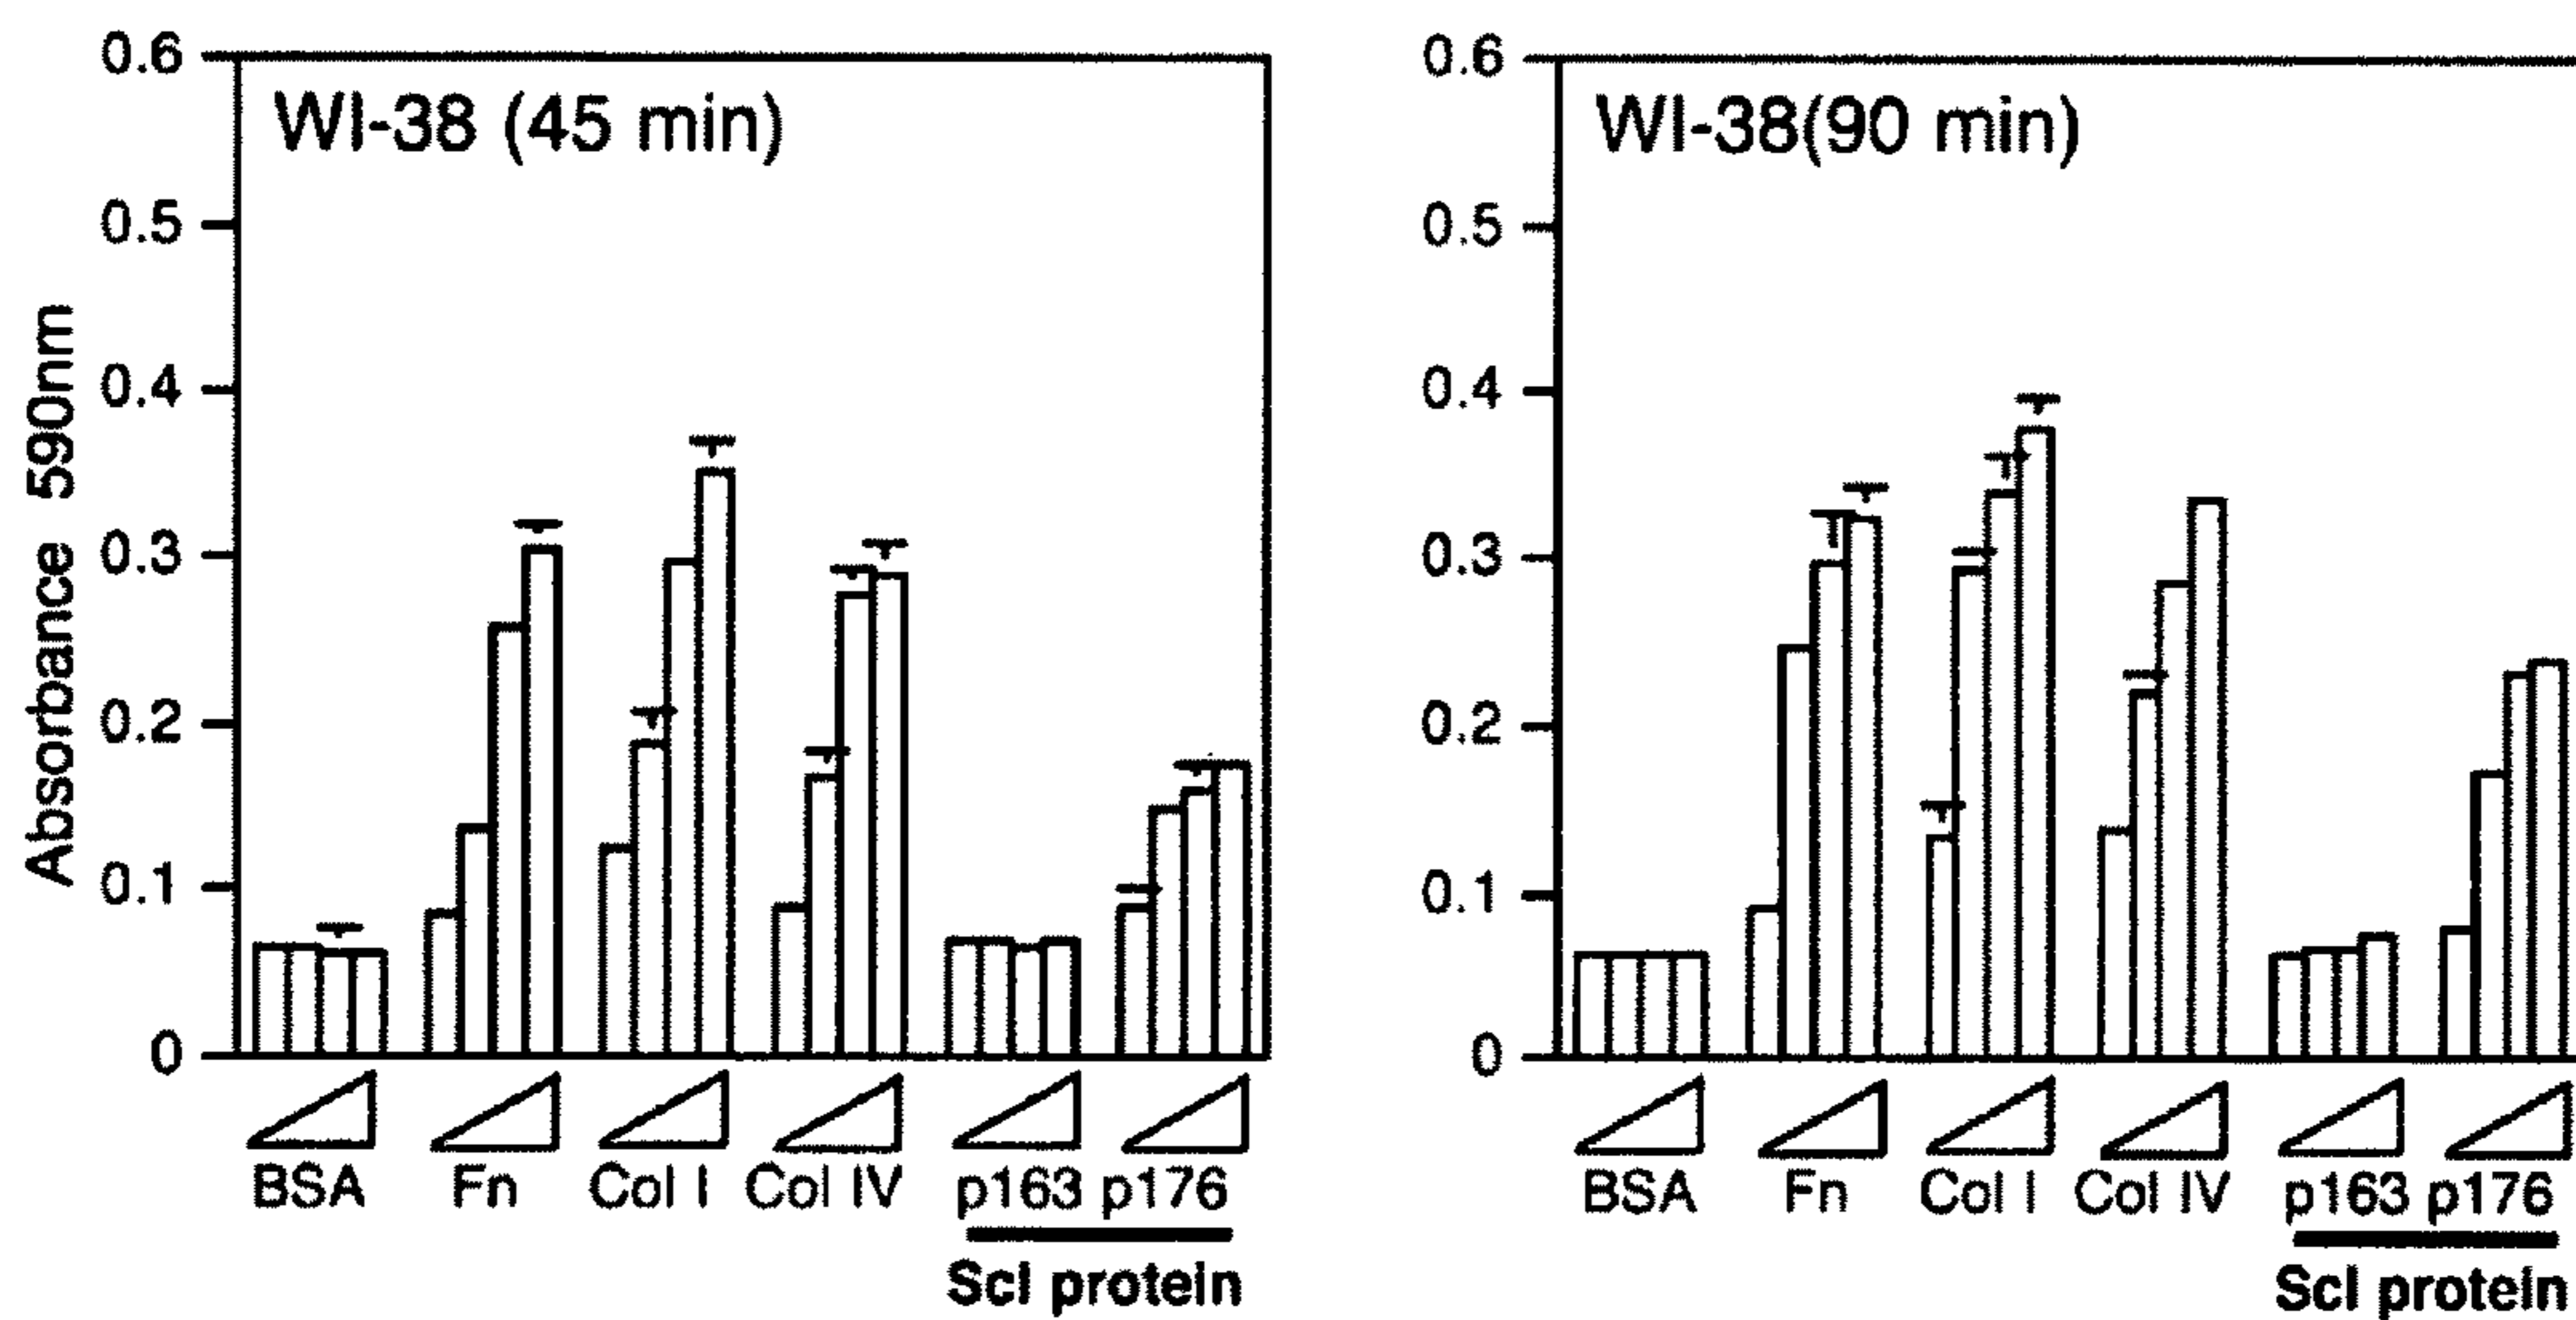 WI-38 (45 min)
Absorbance 590nm
0.6
0.5
0.4
0.3
0.2
0.1
0
BSA Fn Col I Col IV p163 p176
Scl protein
WI-38(90 min)
0.6
0.5
0.4
0.3
0.2
0.1
0
BSA Fn Col I Col IV p163 p176
Scl protein